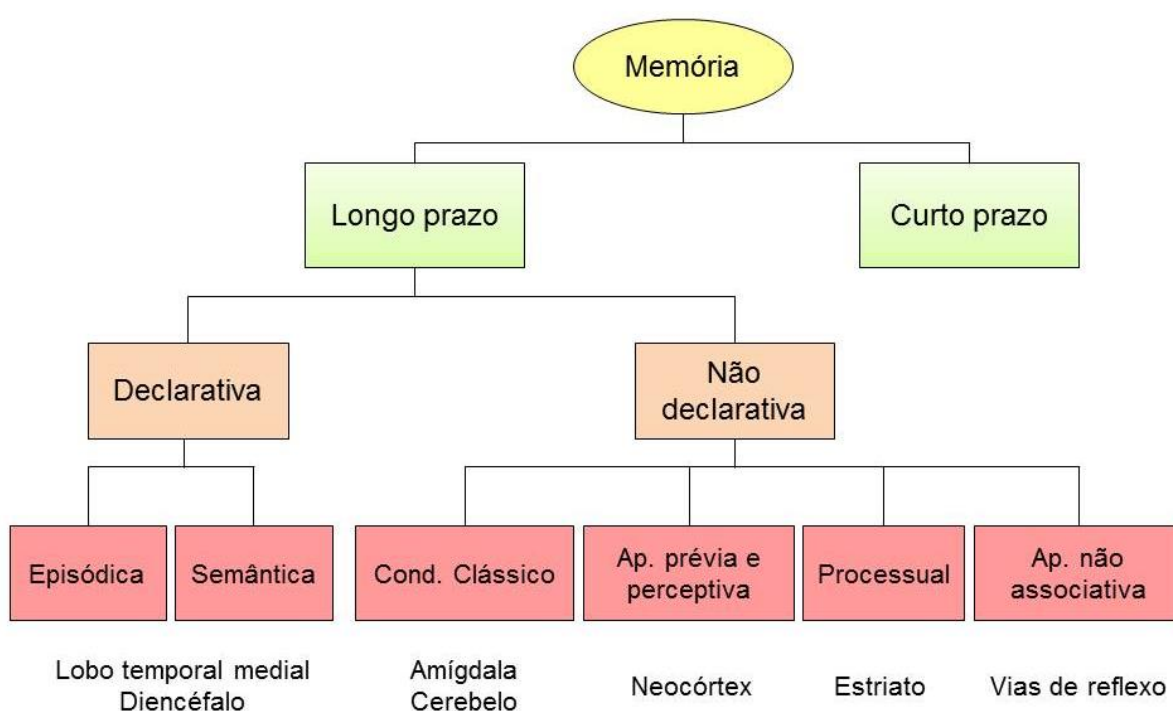 Memória
Longo prazo
Curto prazo
Declarativa
Não
declarativa
Episódica
Semântica
Cond. Clássico
Ap. prévia e
perceptiva
Processual
Ap. não
associativa
Lobo temporal medial
Diencéfalo
Amígdala
Cerebelo
Neocórtex
Estriato
Vias de reflexo